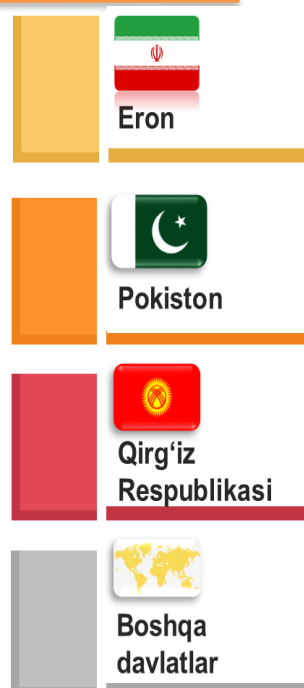 Eron
Pokiston
Qirg‘iz
Respublikasi
Boshqa
davlatlar